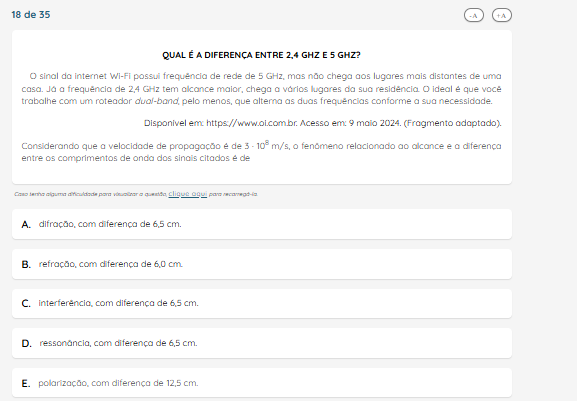 18 de 35
-A
+A
QUAL É A DIFERENÇA ENTRE 2,4 GHZ E 5 GHZ?
O sinal da internet Wi-Fi possui frequência de rede de 5 GHz, mas não chega aos lugares mais distantes de uma
casa. Já a frequência de 2,4 GHz tem alcance maior, chega a vários lugares da sua residência. O ideal é que você
trabalhe com um roteador dual-band, pelo menos, que alterna as duas frequências conforme a sua necessidade.
Disponível em: https://www.oi.com.br. Acesso em: 9 maio 2024. (Fragmento adaptado).
Considerando que a velocidade de propagação é de 3 · 10⁸ m/s, o fenômeno relacionado ao alcance e a diferença
entre os comprimentos de onda dos sinais citados é de
Caso tenha alguma dificuldade para visualizar a questão, clique aqui para recarregá-la.
A. difração, com diferença de 6,5 cm.
B. refração, com diferença de 6,0 cm.
C. interferência, com diferença de 6,5 cm.
D. ressonância, com diferença de 6,5 cm.
E. polarização, com diferença de 12,5 cm.